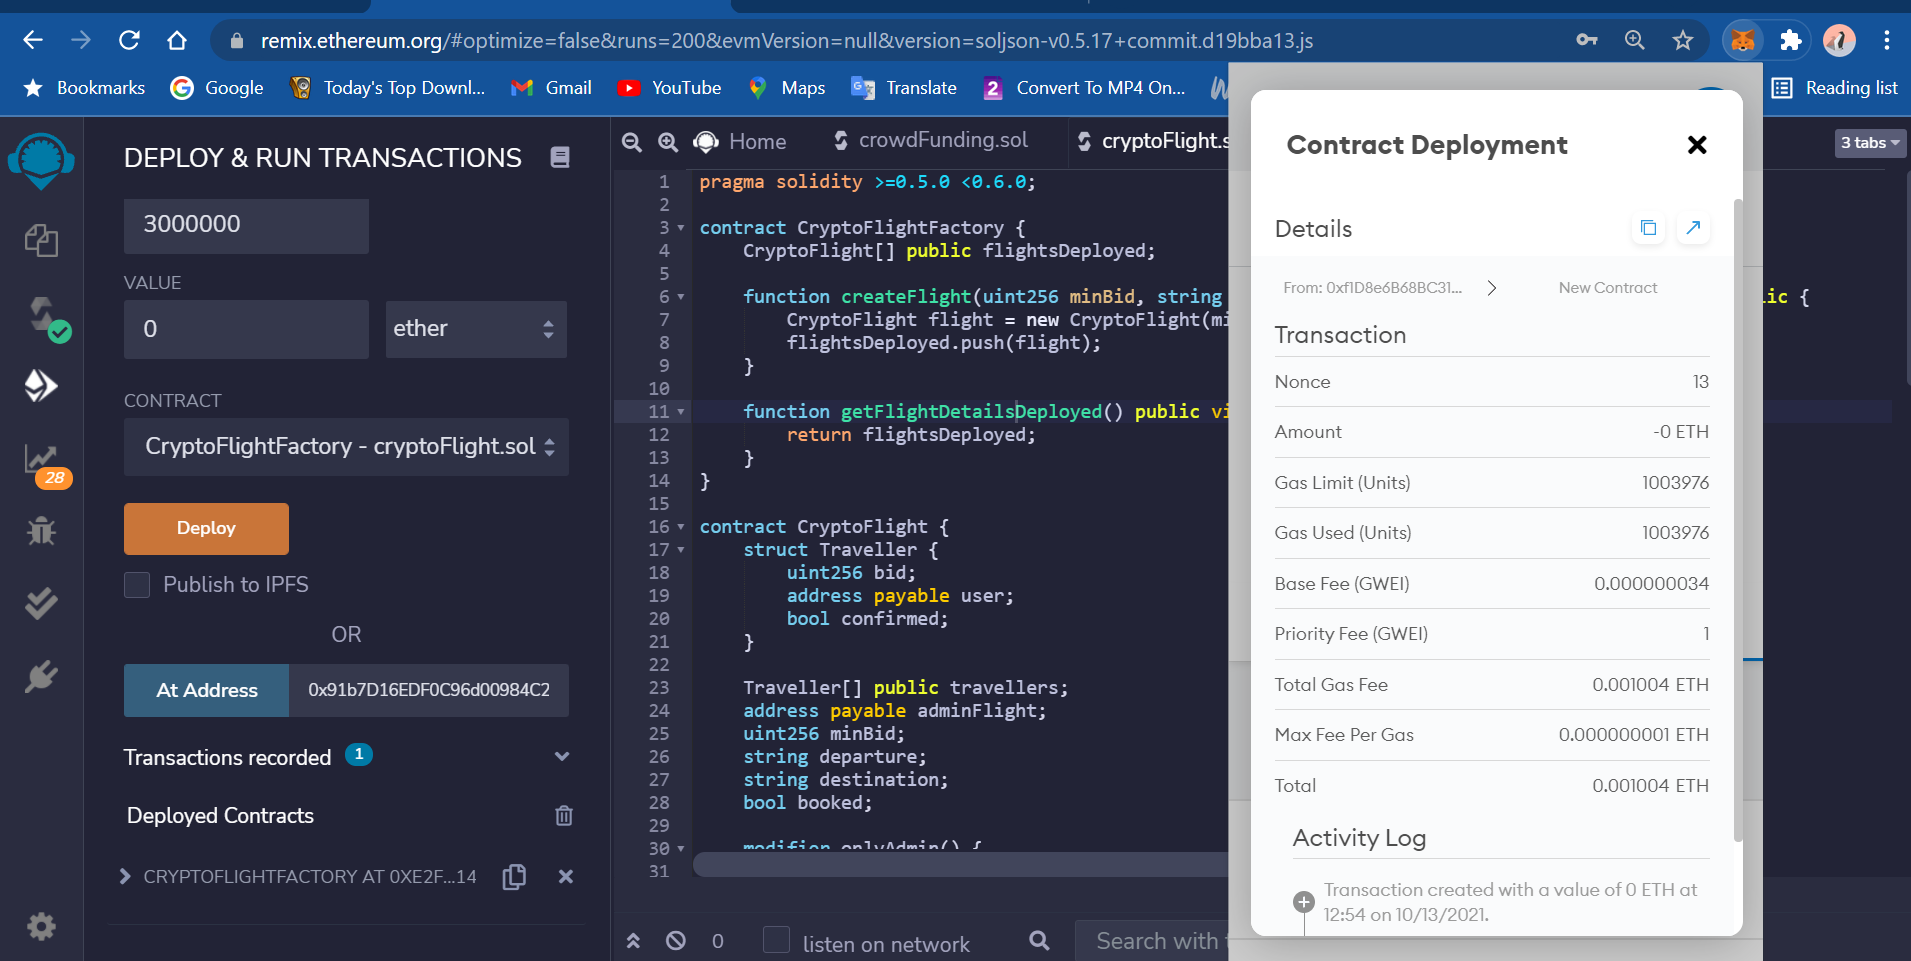 remix.ethereum.org/#optimize=false&runs=200&evmVersion=null&version=soljson-v0.5.17+commit.d19bba13.js
Bookmarks
Google
Today's Top Downl...
Gmail
YouTube
Maps
Translate
2
Convert To MP4 On...
Reading list
DEPLOY & RUN TRANSACTIONS
3000000
VALUE
0
ether
CONTRACT
CryptoFlightFactory - cryptoFlight.sol
28
Deploy
Publish to IPFS
OR
At Address
0x91b7D16EDF0C96d00984C2
Transactions recorded 1
Deployed Contracts
CRYPTOFLIGHTFACTORY AT 0XE2F...14
Home
crowdFunding.sol
cryptoFlight.s
3 tabs
1 pragma solidity >=0.5.0 <0.6.0;
2
3 contract CryptoFlightFactory {
4 CryptoFlight[] public flightsDeployed;
5
6 function createFlight(uint256 minBid, string
ic {
7 CryptoFlight flight = new CryptoFlight(mi
8 flightsDeployed.push(flight);
9 }
10
11 function getFlightDetailsDeployed() public vi
12 return flightsDeployed;
13 }
14 }
15
16 contract CryptoFlight {
17 struct Traveller {
18 uint256 bid;
19 address payable user;
20 bool confirmed;
21 }
22
23 Traveller[] public travellers;
24 address payable adminFlight;
25 uint256 minBid;
26 string departure;
27 string destination;
28 bool booked;
29
30 modifier onlyAdmin() {
31
0
listen on network
Search with t
Contract Deployment
Details
From: 0xf1D8e6B68BC31...
New Contract
Transaction
Nonce 13
Amount -0 ETH
Gas Limit (Units) 1003976
Gas Used (Units) 1003976
Base Fee (GWEI) 0.000000034
Priority Fee (GWEI) 1
Total Gas Fee 0.001004 ETH
Max Fee Per Gas 0.000000001 ETH
Total 0.001004 ETH
Activity Log
Transaction created with a value of 0 ETH at
12:54 on 10/13/2021.